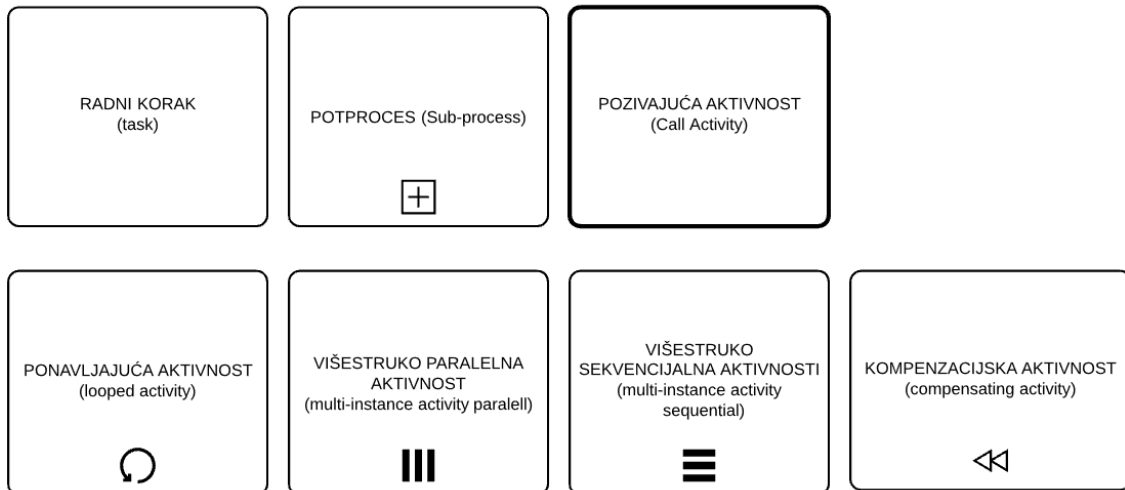 RADNI KORAK
(task)
POTPROCES (Sub-process)
POZIVAJUĆA AKTIVNOST
(Call Activity)
PONAVLJAJUĆA AKTIVNOST
(looped activity)
VIŠESTRUKO PARALELNA
AKTIVNOST
(multi-instance activity paralell)
VIŠESTRUKO
SEKVENCIJALNA AKTIVNOSTI
(multi-instance activity
sequential)
KOMPENZACIJSKA AKTIVNOST
(compensating activity)